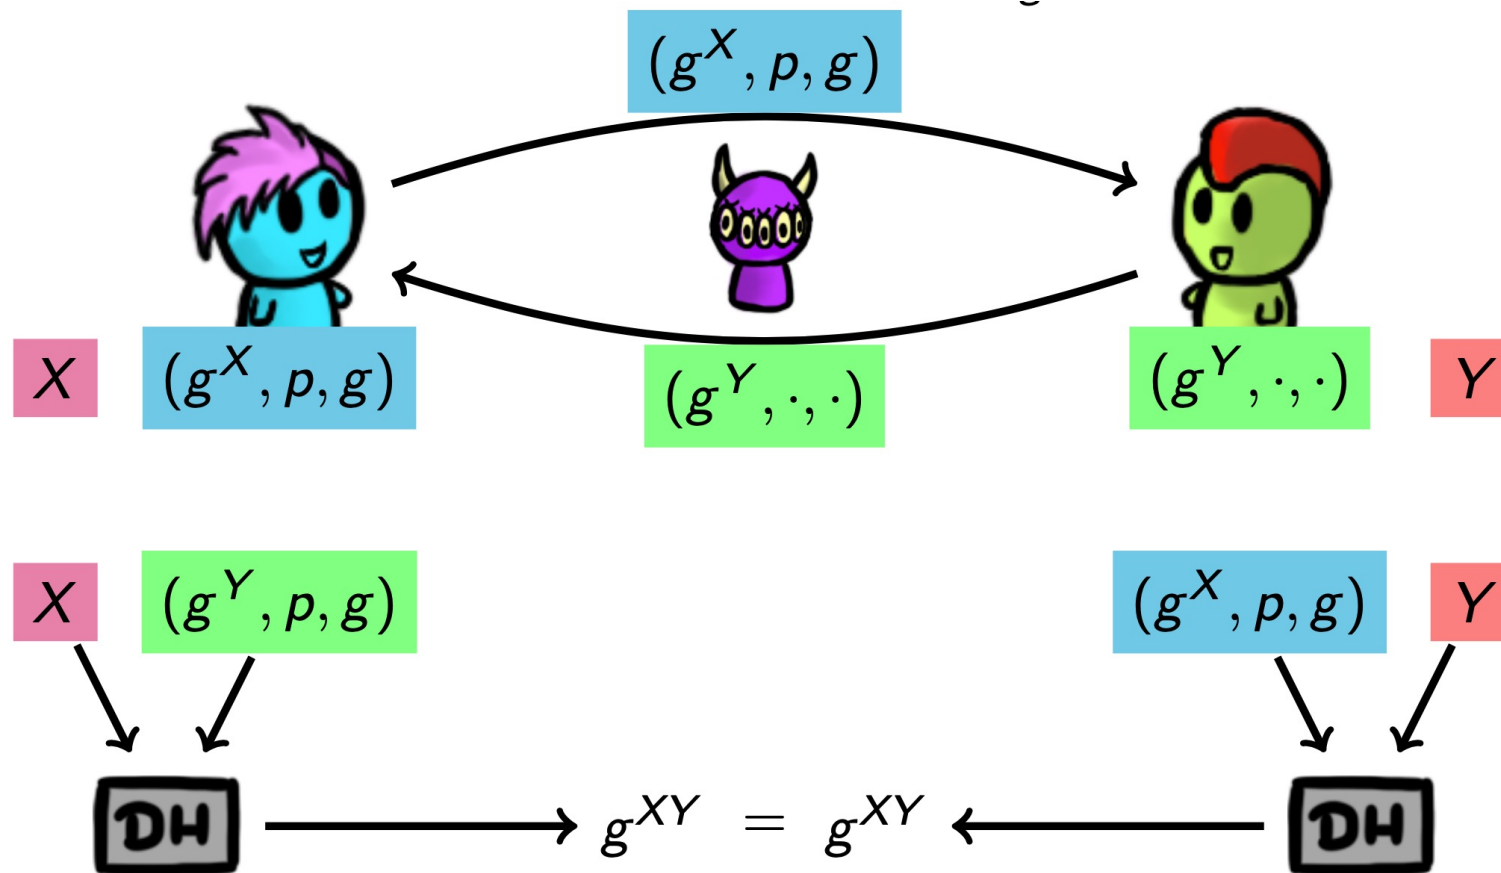 (g^X, p, g)
X (g^X, p, g) (g^Y, ·, ·) (g^Y, ·, ·) Y
X (g^Y, p, g) (g^X, p, g) Y
DH g^{XY} = g^{XY} DH